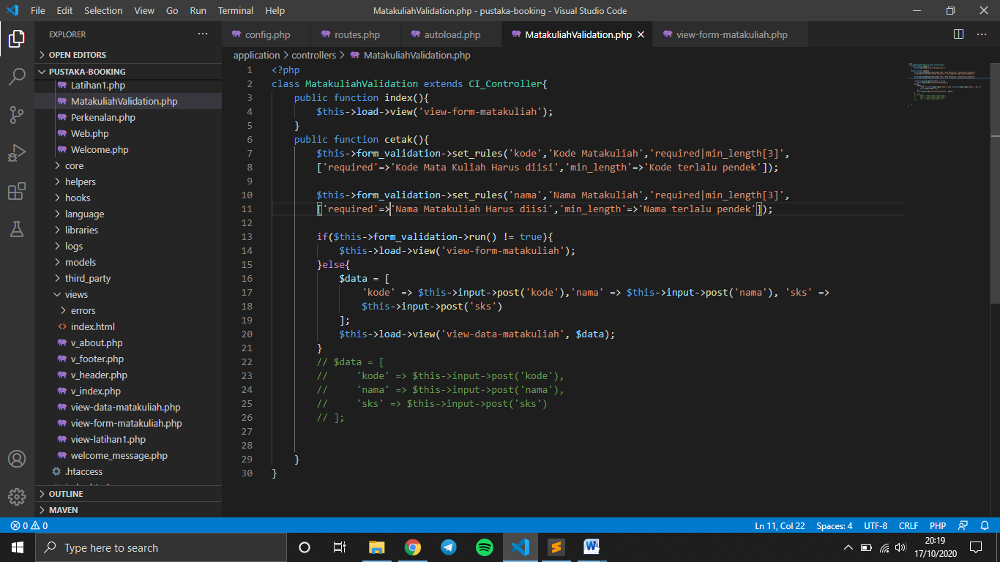 File Edit Selection View Go Run Terminal Help
MatakuliahValidation.php - pustaka-booking - Visual Studio Code
EXPLORER
OPEN EDITORS
PUSTAKA-BOOKING
Latihan1.php
MatakuliahValidation.php
Perkenalan.php
Web.php
Welcome.php
core
helpers
hooks
language
libraries
logs
models
third_party
views
errors
index.html
v_about.php
v_footer.php
v_header.php
v_index.php
view-data-matakuliah.php
view-form-matakuliah.php
view-latihan1.php
welcome_message.php
.htaccess
OUTLINE
MAVEN
config.php routes.php autoload.php MatakuliahValidation.php view-form-matakuliah.php
application > controllers > MatakuliahValidation.php
1 <?php
2 class MatakuliahValidation extends CI_Controller{
3 public function index(){
4 $this->load->view('view-form-matakuliah');
5 }
6 public function cetak(){
7 $this->form_validation->set_rules('kode','Kode Matakuliah','required|min_length[3]',
8 ['required'=>'Kode Mata Kuliah Harus diisi','min_length'=>'Kode terlalu pendek']);
9
10 $this->form_validation->set_rules('nama','Nama Matakuliah','required|min_length[3]',
11 ['required'=>'Nama Matakuliah Harus diisi','min_length'=>'Nama terlalu pendek']);
12
13 if($this->form_validation->run() != true){
14 $this->load->view('view-form-matakuliah');
15 }else{
16 $data = [
17 'kode' => $this->input->post('kode'),'nama' => $this->input->post('nama'), 'sks' =>
18 $this->input->post('sks')
19 ];
20 $this->load->view('view-data-matakuliah', $data);
21 }
22 // $data = [
23 // 'kode' => $this->input->post('kode'),
24 // 'nama' => $this->input->post('nama'),
25 // 'sks' => $this->input->post('sks')
26 // ];
27
28
29 }
30 }
0 0
Ln 11, Col 22 Spaces: 4 UTF-8 CRLF PHP
Type here to search
20:19
17/10/2020